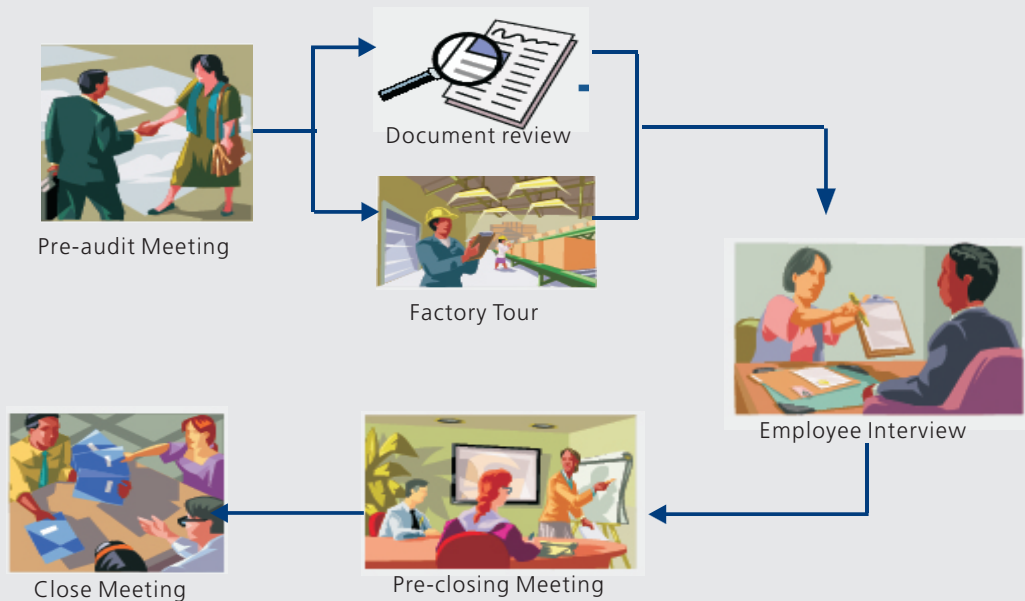 Pre-audit Meeting
Document review
Factory Tour
Employee Interview
Pre-closing Meeting
Close Meeting